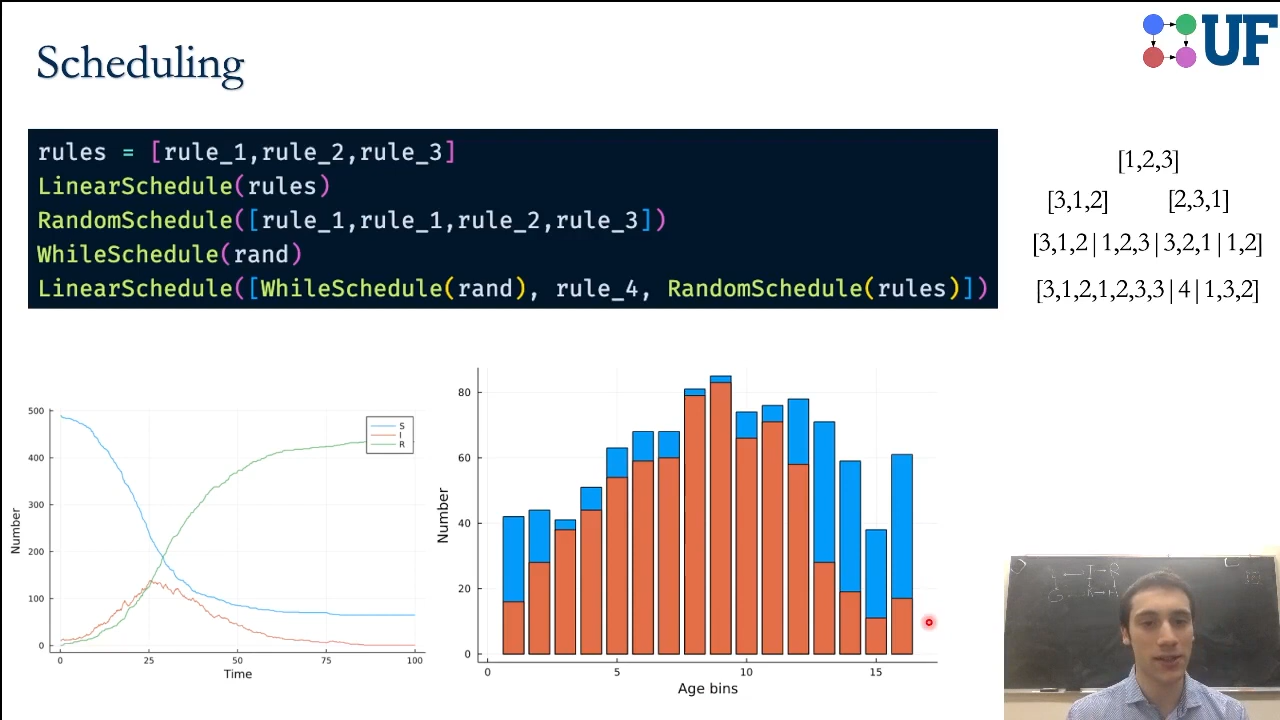 Scheduling
UF
rules = [rule_1,rule_2,rule_3]
LinearSchedule(rules)
RandomSchedule([rule_1,rule_1,rule_2,rule_3])
WhileSchedule(rand)
LinearSchedule([WhileSchedule(rand), rule_4, RandomSchedule(rules)])
[1,2,3]
[3,1,2] [2,3,1]
[3,1,2|1,2,3|3,2,1|1,2]
[3,1,2,1,2,3,3|4|1,3,2]
500
400
300
200
100
0
Number
0 25 50 75 100
Time
S
I
R
80
60
40
20
0
Number
0 5 10 15
Age bins